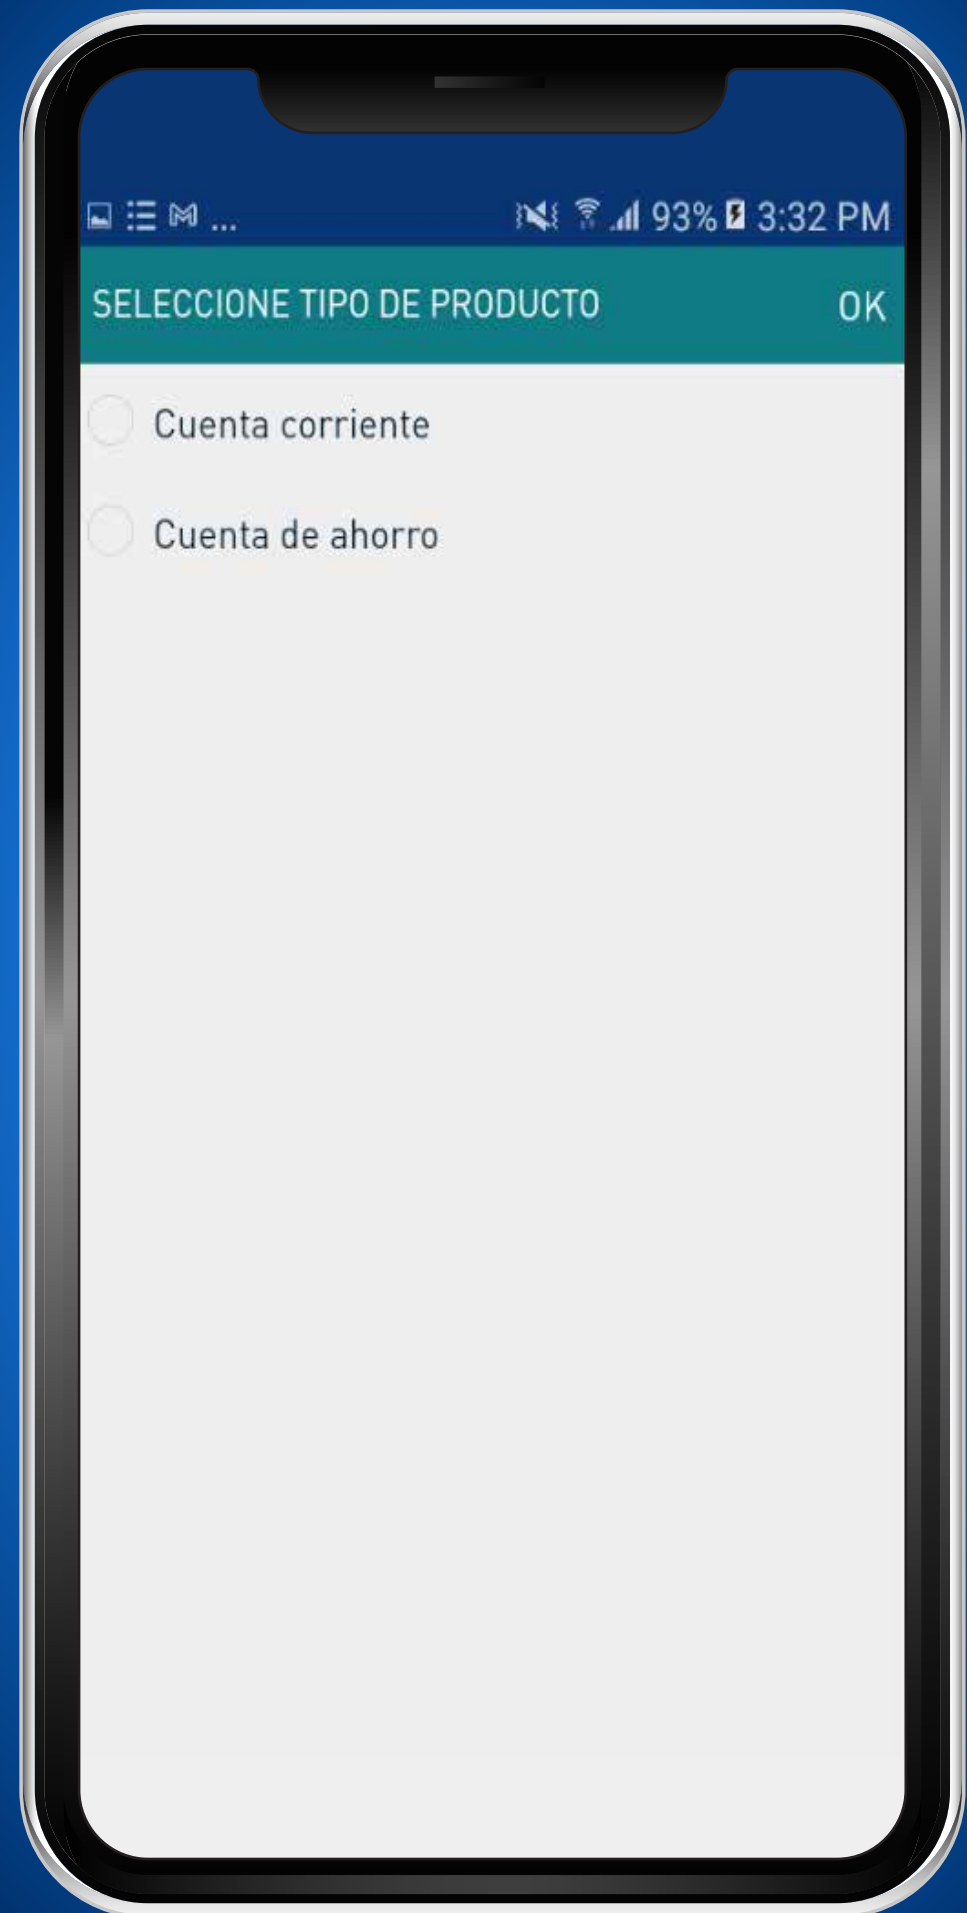 ... 93% 3:32 PM
SELECCIONE TIPO DE PRODUCTO OK
Cuenta corriente
Cuenta de ahorro